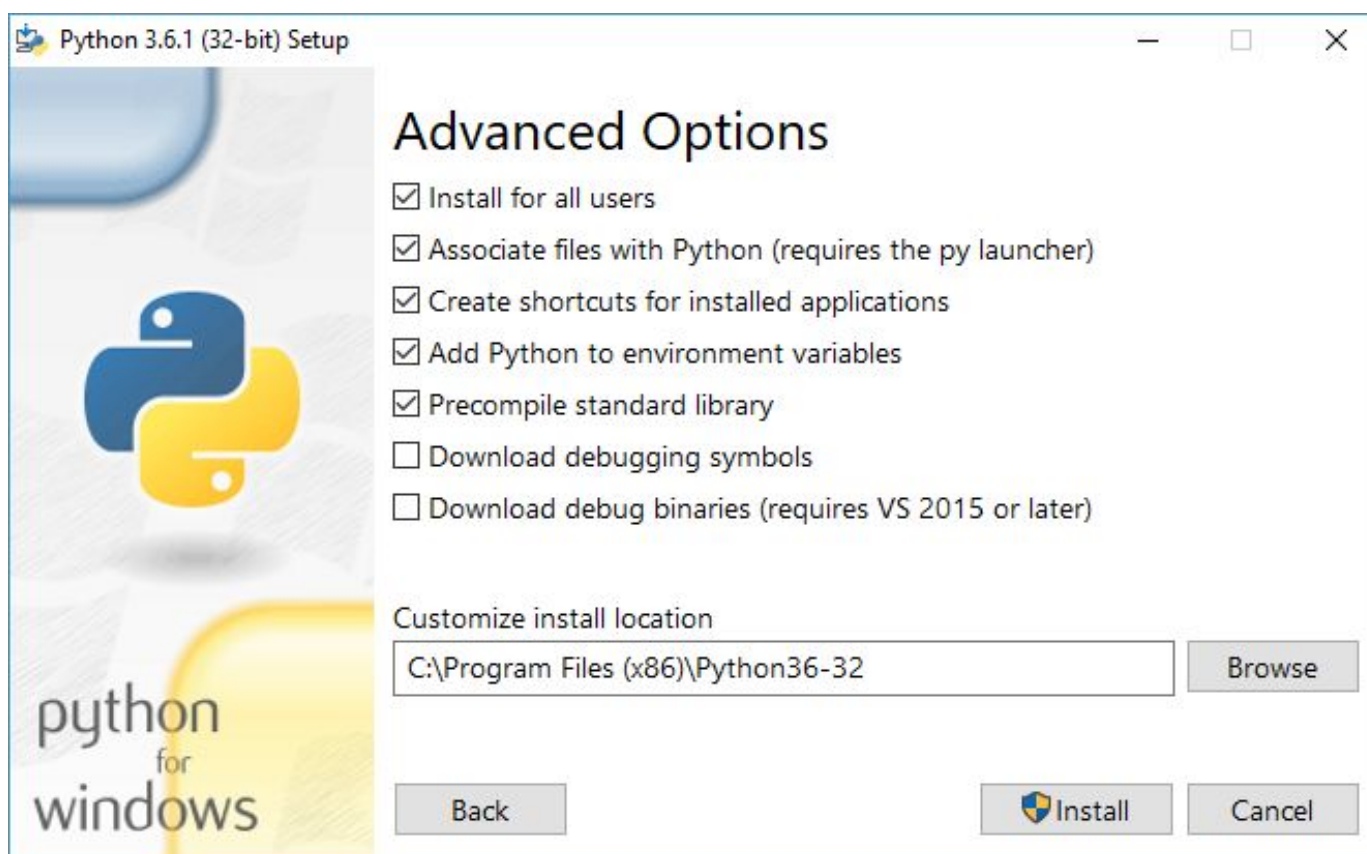 Python 3.6.1 (32-bit) Setup
Advanced Options
Install for all users
Associate files with Python (requires the py launcher)
Create shortcuts for installed applications
Add Python to environment variables
Precompile standard library
Download debugging symbols
Download debug binaries (requires VS 2015 or later)
Customize install location
C:\Program Files (x86)\Python36-32
Browse
python
for
windows
Back
Install
Cancel